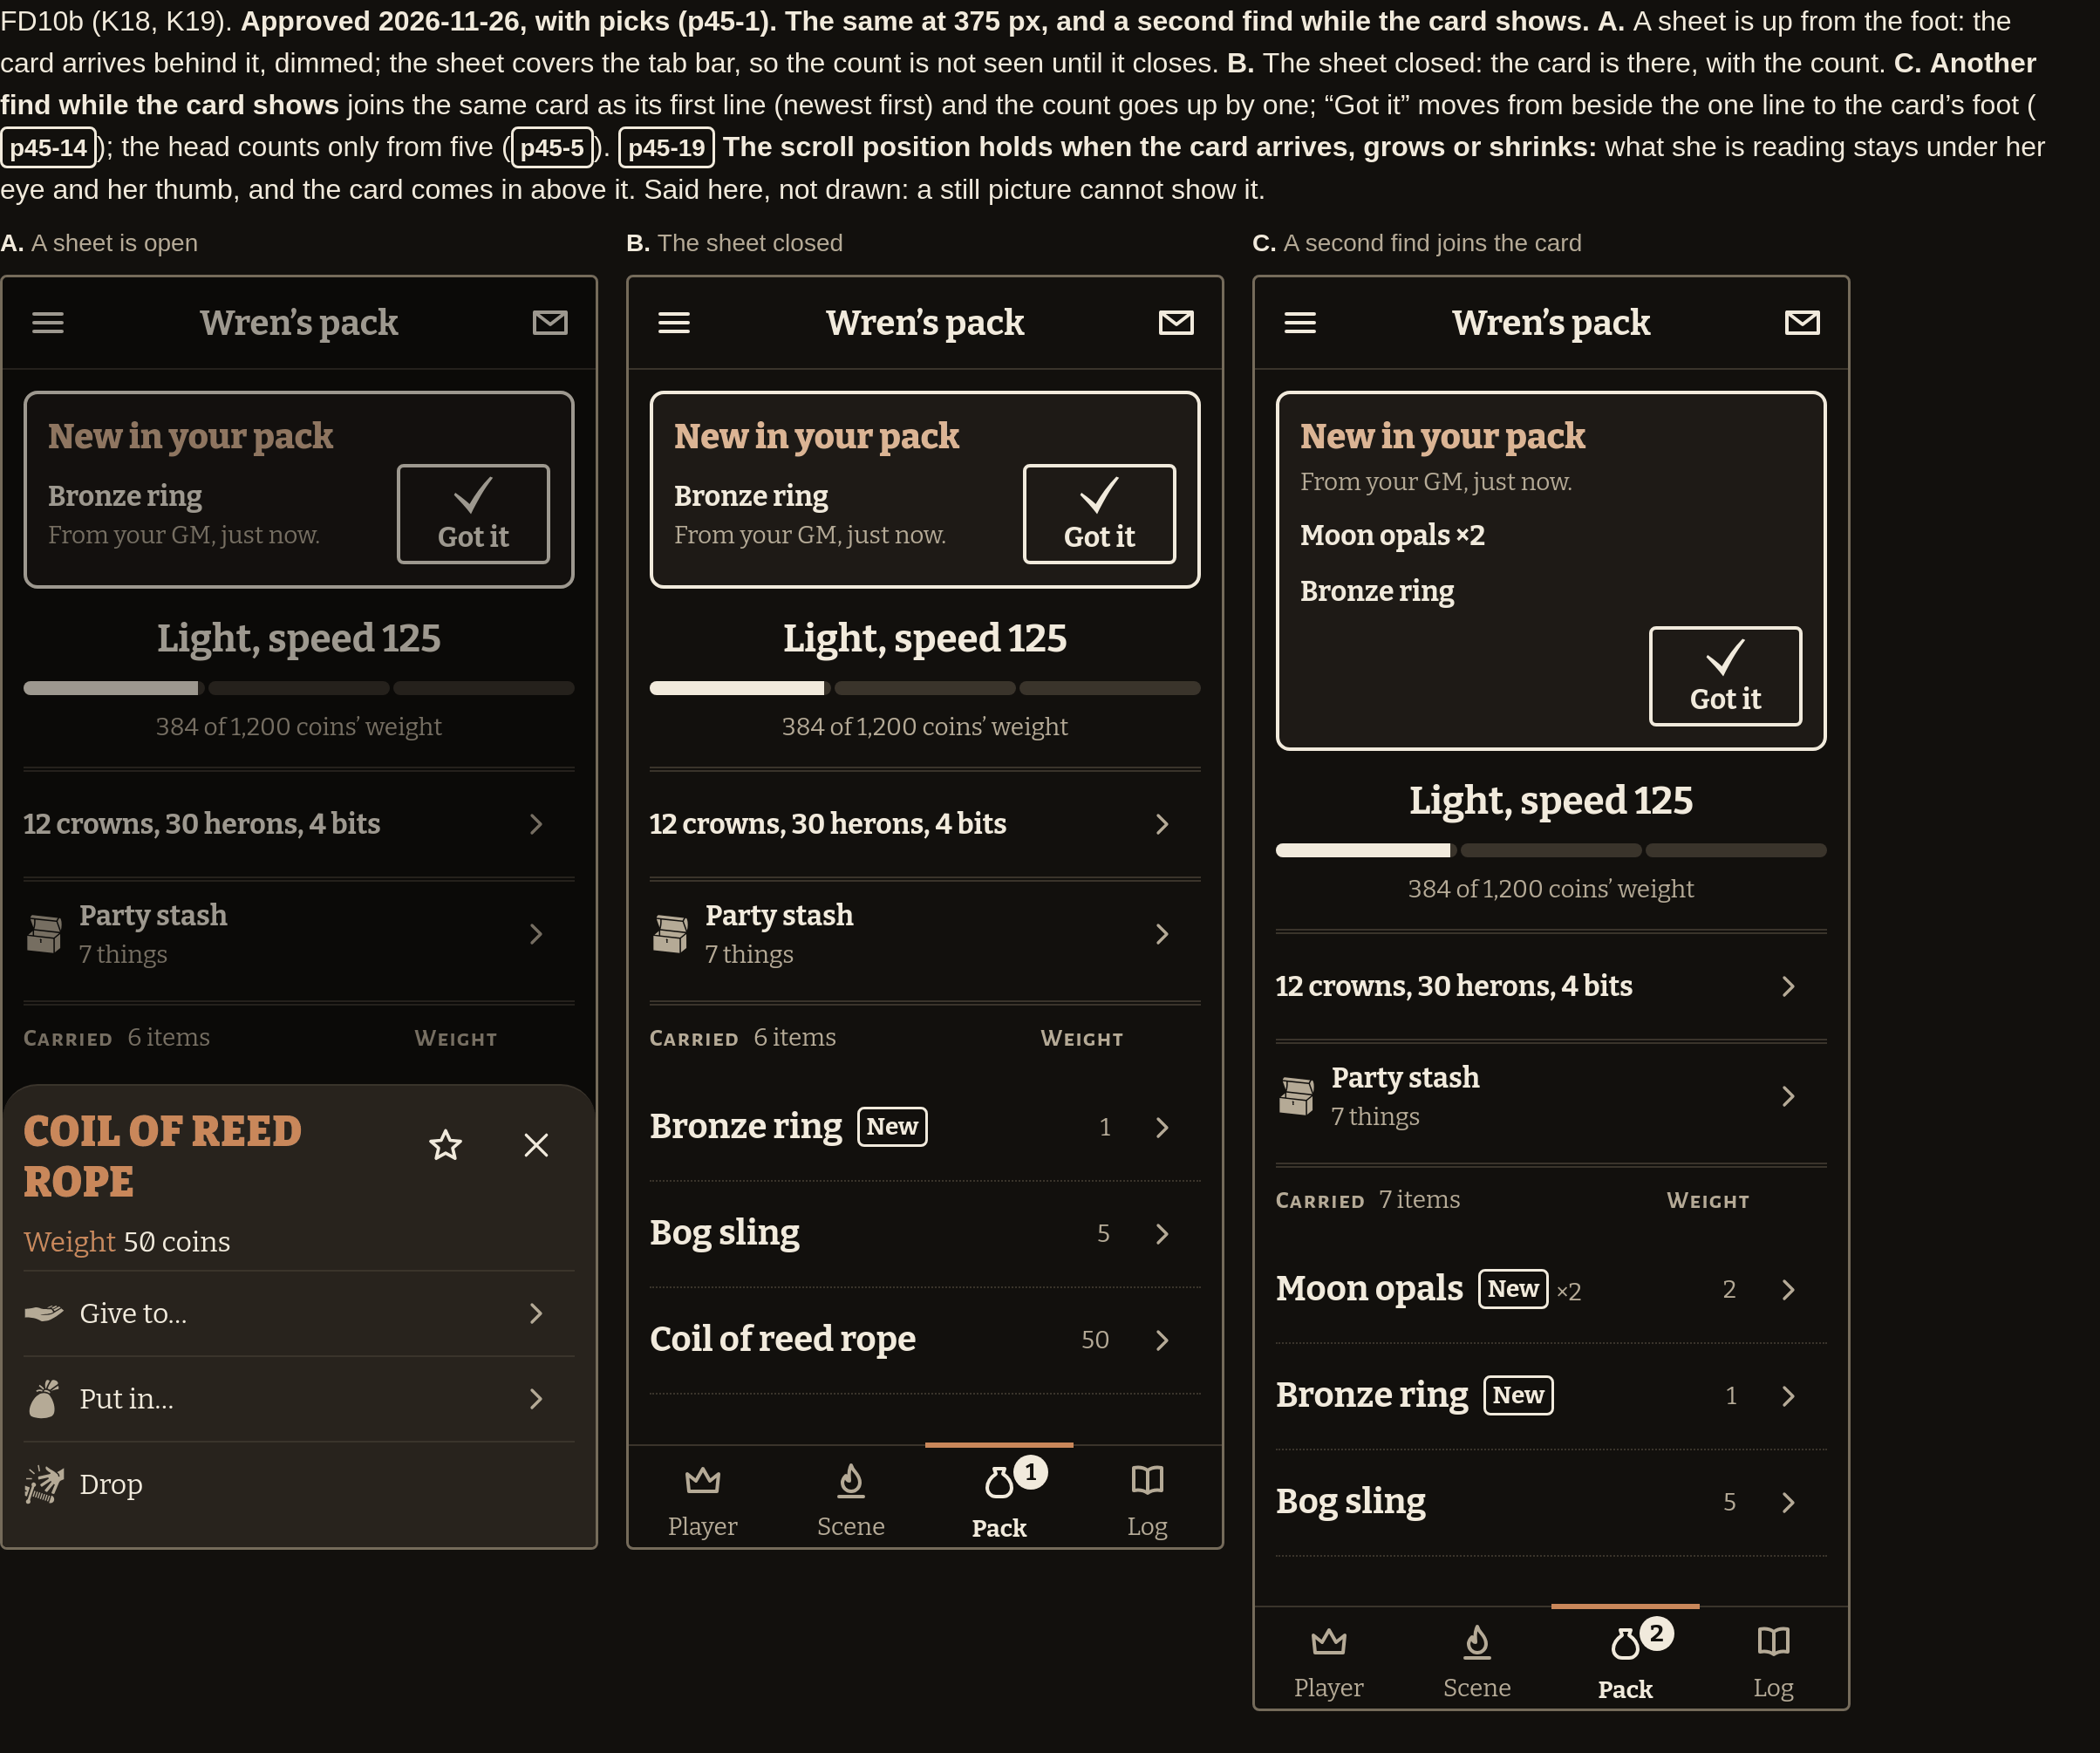 FD10b (K18, K19). Approved 2026-11-26, with picks (p45-1). The same at 375 px, and a second find while the card shows. A. A sheet is up from the foot: the
card arrives behind it, dimmed; the sheet covers the tab bar, so the count is not seen until it closes. B. The sheet closed: the card is there, with the count. C. Another
find while the card shows joins the same card as its first line (newest first) and the count goes up by one; “Got it” moves from beside the one line to the card’s foot (
p45-14); the head counts only from five (p45-5). p45-19 The scroll position holds when the card arrives, grows or shrinks: what she is reading stays under her
eye and her thumb, and the card comes in above it. Said here, not drawn: a still picture cannot show it.
A. A sheet is open
Wren’s pack
New in your pack
Bronze ring
From your GM, just now.
Got it
Light, speed 125
384 of 1,200 coins’ weight
12 crowns, 30 herons, 4 bits
Party stash
7 things
CARRIED 6 items WEIGHT
COIL OF REED
ROPE
Weight 50 coins
Give to…
Put in…
Drop
B. The sheet closed
Wren’s pack
New in your pack
Bronze ring
From your GM, just now.
Got it
Light, speed 125
384 of 1,200 coins’ weight
12 crowns, 30 herons, 4 bits
Party stash
7 things
CARRIED 6 items WEIGHT
Bronze ring New 1
Bog sling 5
Coil of reed rope 50
1
Player Scene Pack Log
C. A second find joins the card
Wren’s pack
New in your pack
From your GM, just now.
Moon opals ×2
Bronze ring
Got it
Light, speed 125
384 of 1,200 coins’ weight
12 crowns, 30 herons, 4 bits
Party stash
7 things
CARRIED 7 items WEIGHT
Moon opals New ×2 2
Bronze ring New 1
Bog sling 5
2
Player Scene Pack Log